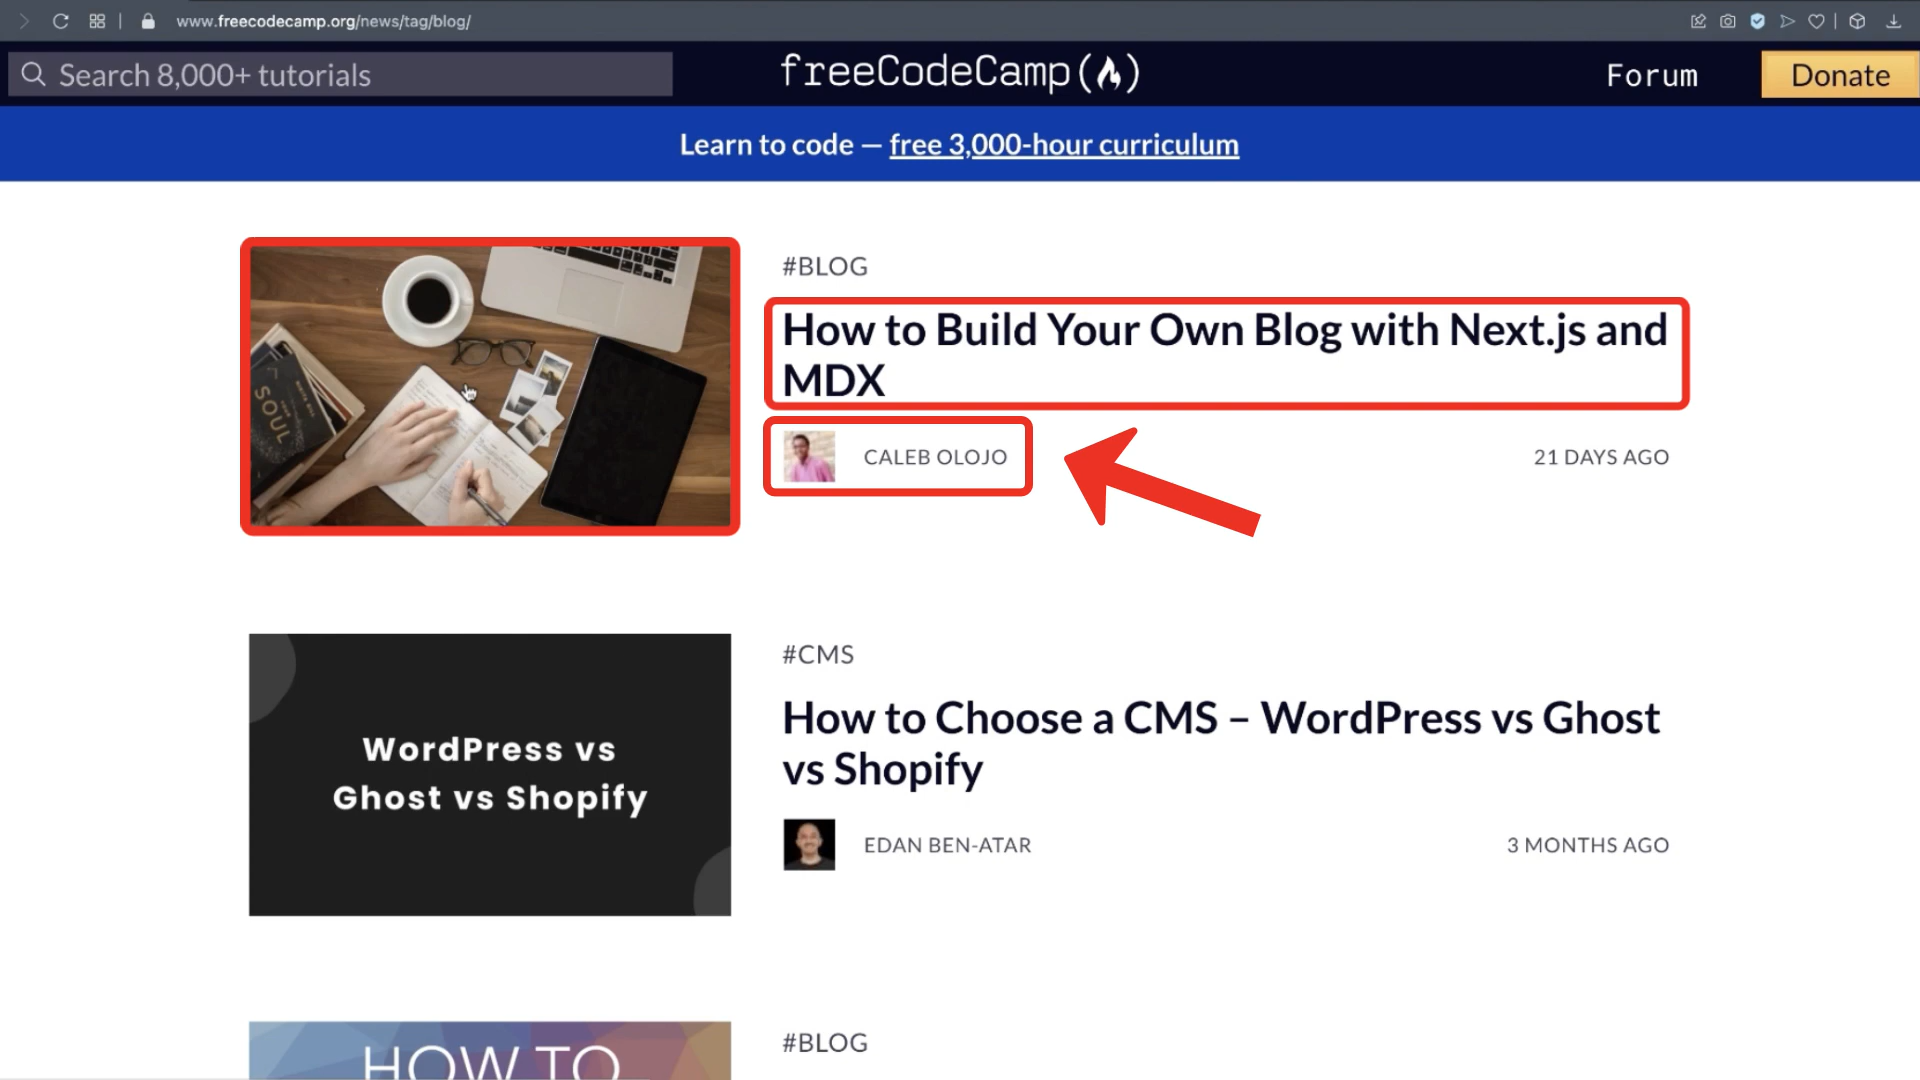 www.freecodecamp.org/news/tag/blog/
Search 8,000+ tutorials
freeCodeCamp(🔥)
Forum
Donate
Learn to code — free 3,000-hour curriculum
SOUL
#BLOG
How to Build Your Own Blog with Next.js and
MDX
CALEB OLOJO
21 DAYS AGO
WordPress vs
Ghost vs Shopify
#CMS
How to Choose a CMS – WordPress vs Ghost
vs Shopify
EDAN BEN-ATAR
3 MONTHS AGO
HOW TO
#BLOG